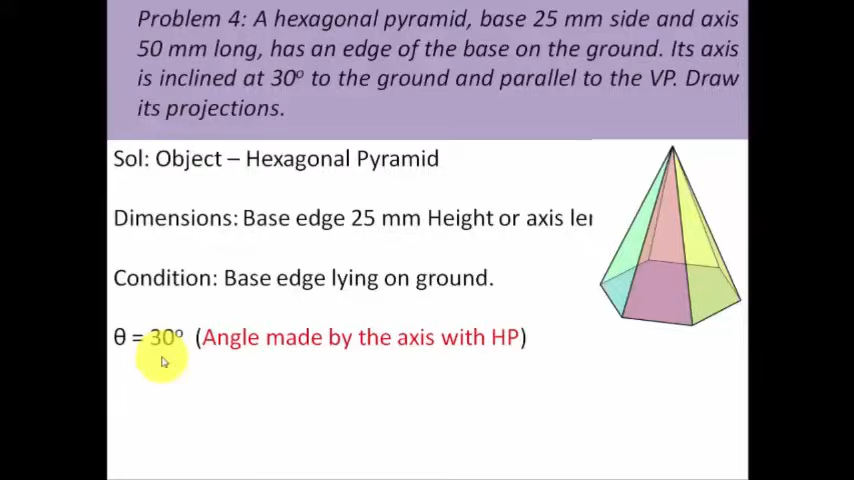 Problem 4: A hexagonal pyramid, base 25 mm side and axis
50 mm long, has an edge of the base on the ground. Its axis
is inclined at 30º to the ground and parallel to the VP. Draw
its projections.
Sol: Object – Hexagonal Pyramid
Dimensions: Base edge 25 mm Height or axis len
Condition: Base edge lying on ground.
θ = 30º (Angle made by the axis with HP)